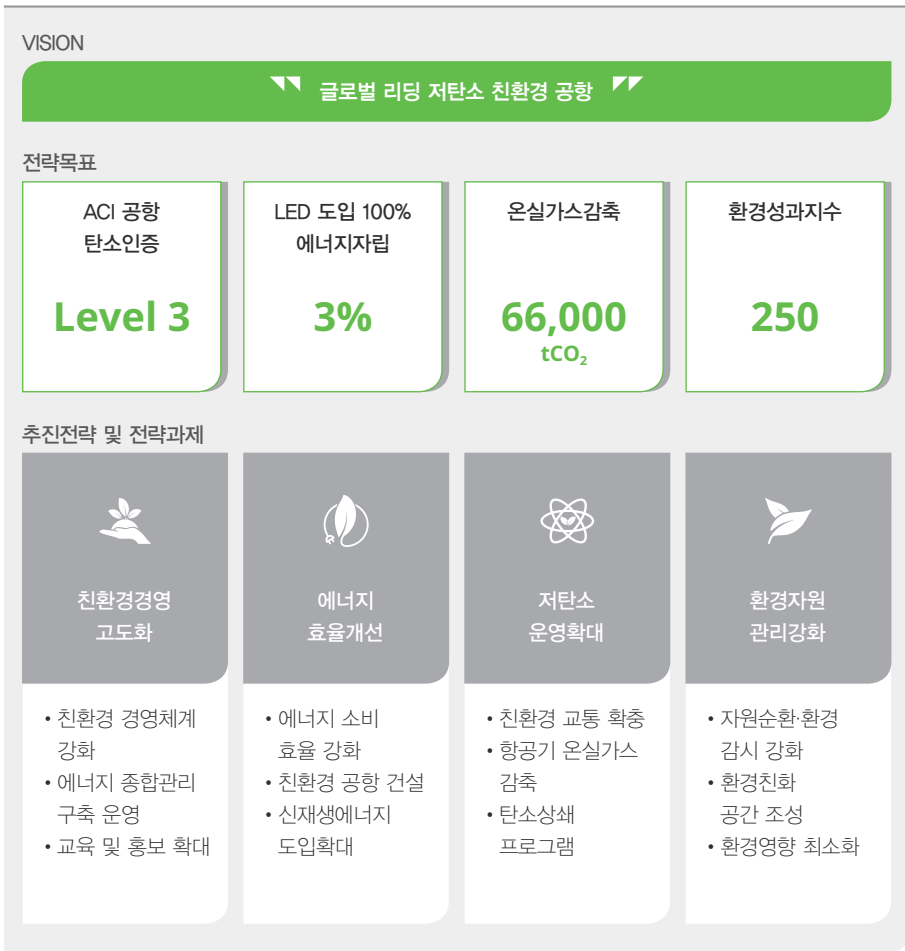 VISION
글로벌 리딩 저탄소 친환경 공항
전략목표
ACI 공항
탄소인증
Level 3
LED 도입 100%
에너지자립
3%
온실가스감축
66,000
tCO₂
환경성과지수
250
추진전략 및 전략과제
친환경경영
고도화
• 친환경 경영체계
강화
• 에너지 종합관리
구축 운영
• 교육 및 홍보 확대
에너지
효율개선
• 에너지 소비
효율 강화
• 친환경 공항 건설
• 신재생에너지
도입확대
저탄소
운영확대
• 친환경 교통 확충
• 항공기 온실가스
감축
• 탄소상쇄
프로그램
환경자원
관리강화
• 자원순환·환경
감시 강화
• 환경친화
공간 조성
• 환경영향 최소화